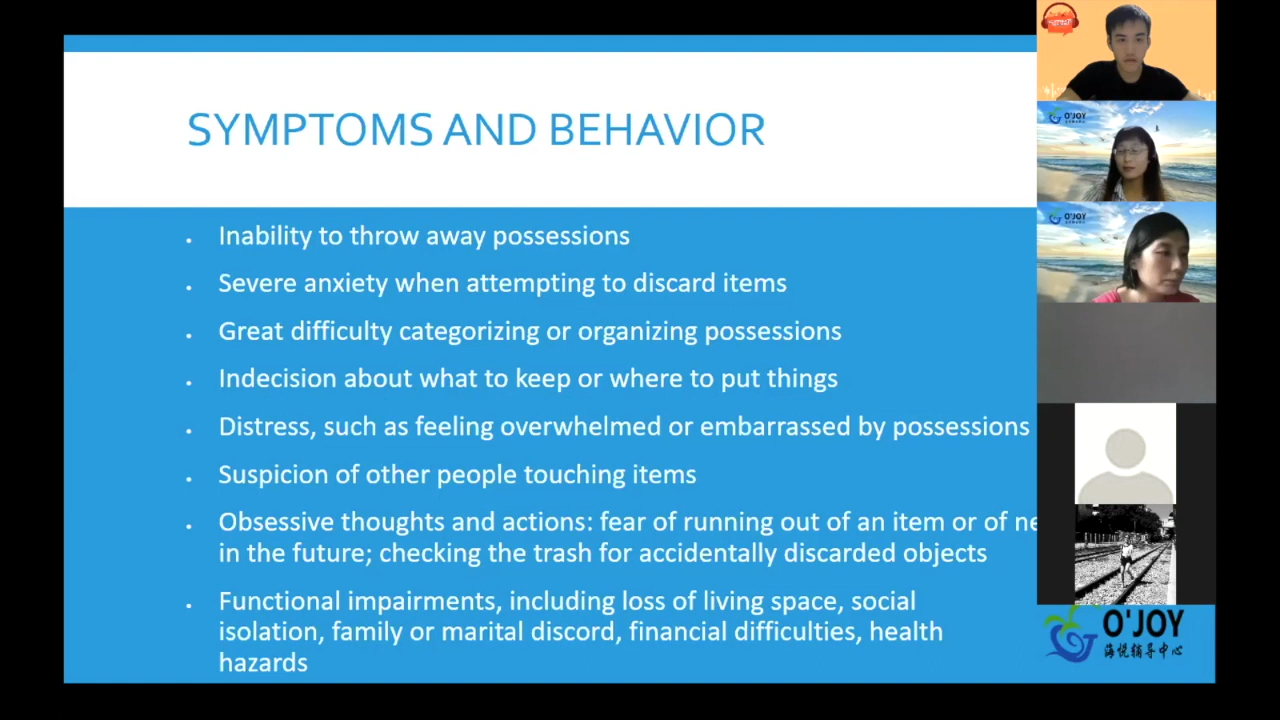 SYMPTOMS AND BEHAVIOR
• Inability to throw away possessions
• Severe anxiety when attempting to discard items
• Great difficulty categorizing or organizing possessions
• Indecision about what to keep or where to put things
• Distress, such as feeling overwhelmed or embarrassed by possessions
• Suspicion of other people touching items
• Obsessive thoughts and actions: fear of running out of an item or of ne
in the future; checking the trash for accidentally discarded objects
• Functional impairments, including loss of living space, social
isolation, family or marital discord, financial difficulties, health
hazards
O'JOY
O'JOY
O'JOY
海悦辅导中心